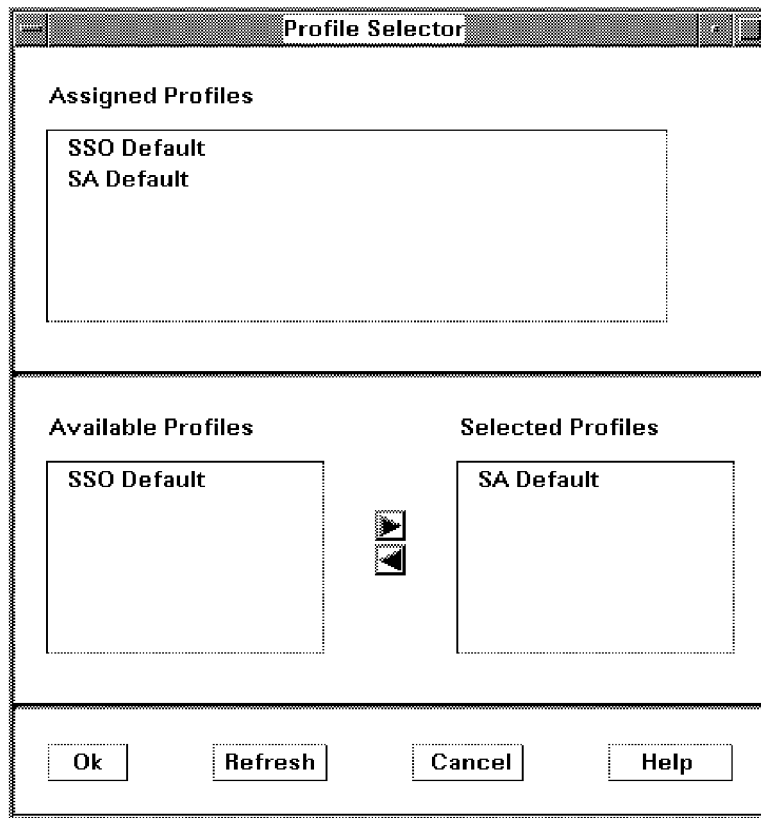 Profile Selector
Assigned Profiles
SSO Default
SA Default
Available Profiles
SSO Default
Selected Profiles
SA Default
Ok
Refresh
Cancel
Help